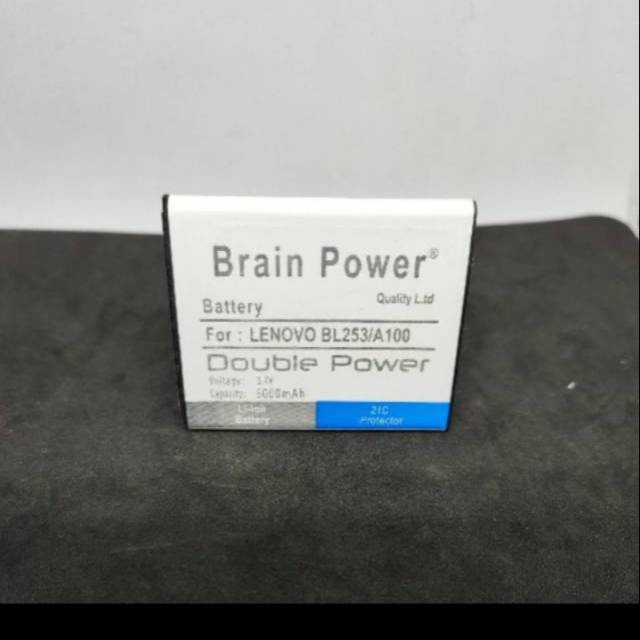 Brain Power®
Quality Ltd
Battery
For : LENOVO BL253/A100
Double Power
Voltage: 3.7V
Capacity: 5000mAh
Li-ion 2IC
Battery Protector